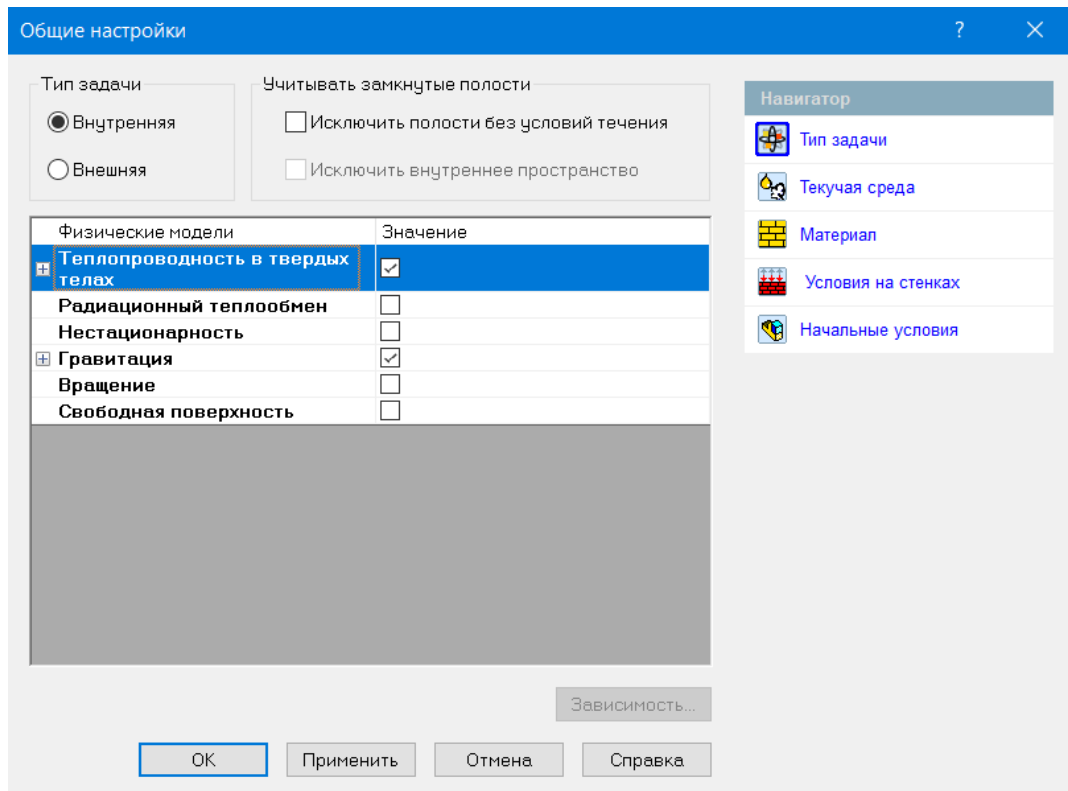 Общие настройки
?
Тип задачи
Учитывать замкнутые полости
Внутренняя
Исключить полости без условий течения
Внешняя
Исключить внутреннее пространство
Физические модели
Значение
Теплопроводность в твердых
телах
Радиационный теплообмен
Нестационарность
Гравитация
Вращение
Свободная поверхность
Зависимость...
OK
Применить
Отмена
Справка
Навигатор
Тип задачи
Текучая среда
Материал
Условия на стенках
Начальные условия